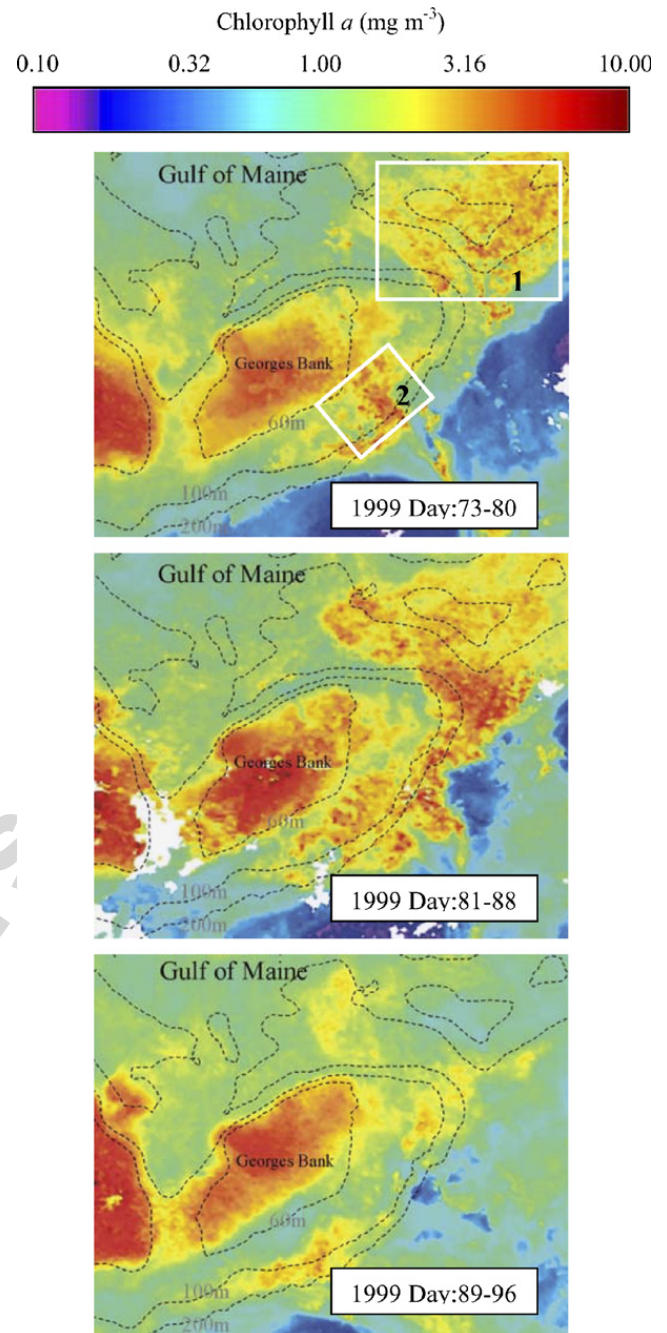 Chlorophyll a (mg m-3)
0.10 0.32 1.00 3.16 10.00
Gulf of Maine
1
Georges Bank
2
60m
100m
200m
1999 Day:73-80
Gulf of Maine
Georges Bank
60m
100m
200m
1999 Day:81-88
Gulf of Maine
Georges Bank
60m
100m
200m
1999 Day:89-96